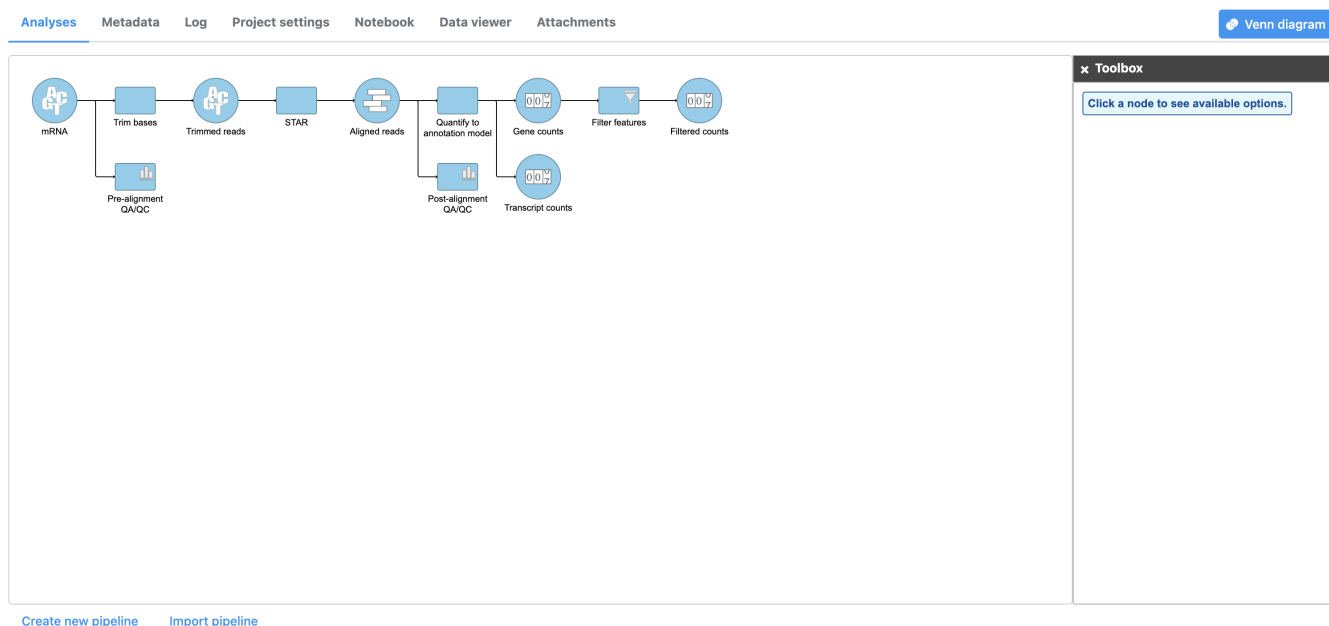 Analyses Metadata Log Project settings Notebook Data viewer Attachments Venn diagram
Toolbox
Click a node to see available options.
mRNA Trim bases Trimmed reads STAR Aligned reads Quantify to annotation model Gene counts Filter features Filtered counts
Pre-alignment QA/QC Post-alignment QA/QC Transcript counts
Create new pipeline Import pipeline